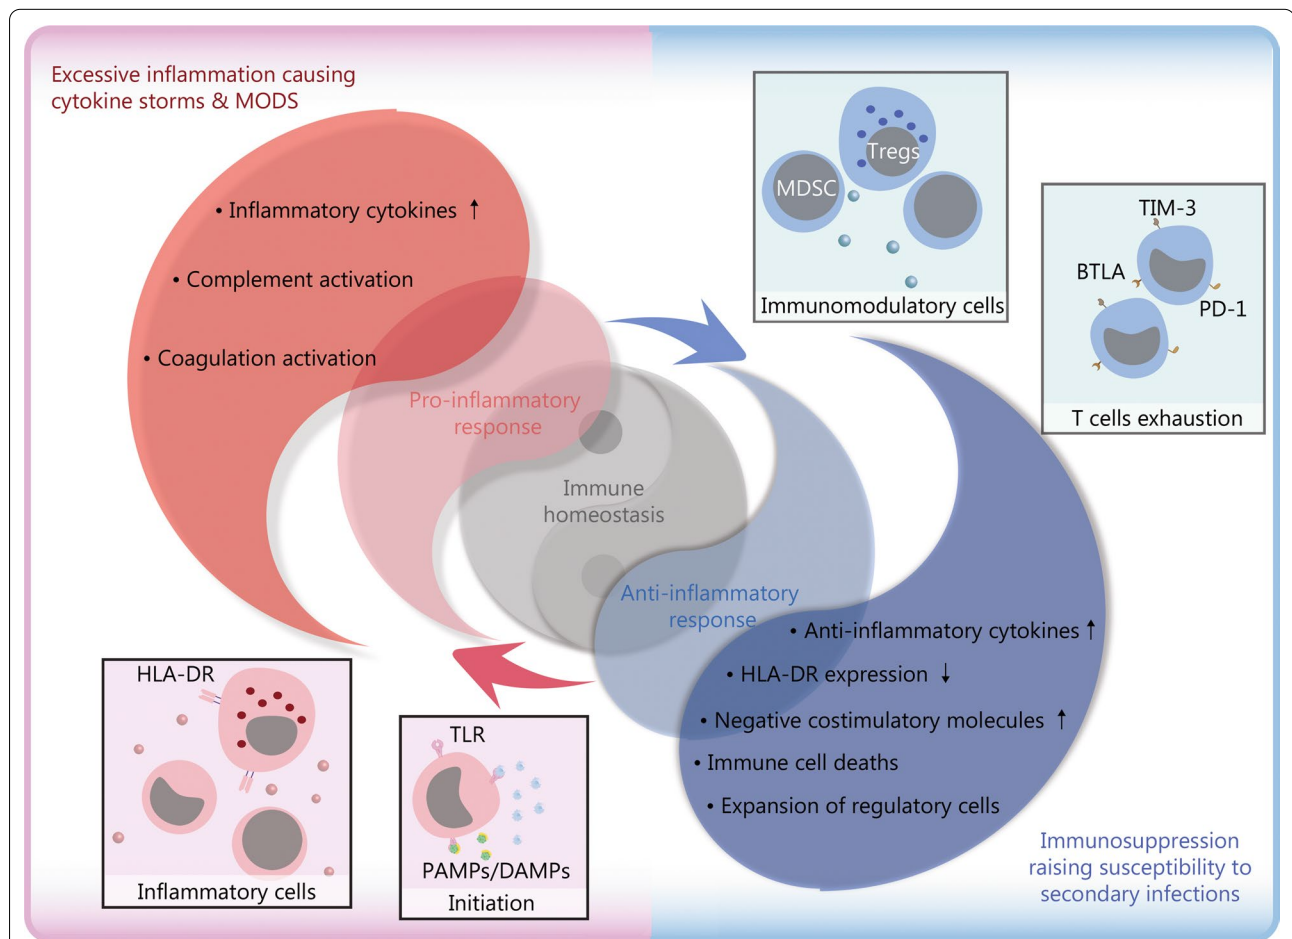 Excessive inflammation causing
cytokine storms & MODS
• Inflammatory cytokines ↑
• Complement activation
• Coagulation activation
Pro-inflammatory
response
Immune
homeostasis
Anti-inflammatory
response
HLA-DR
Inflammatory cells
TLR
PAMPs/DAMPs
Initiation
Tregs
MDSC
Immunomodulatory cells
TIM-3
BTLA
PD-1
T cells exhaustion
• Anti-inflammatory cytokines ↑
• HLA-DR expression ↓
• Negative costimulatory molecules ↑
• Immune cell deaths
• Expansion of regulatory cells
Immunosuppression
raising susceptibility to
secondary infections